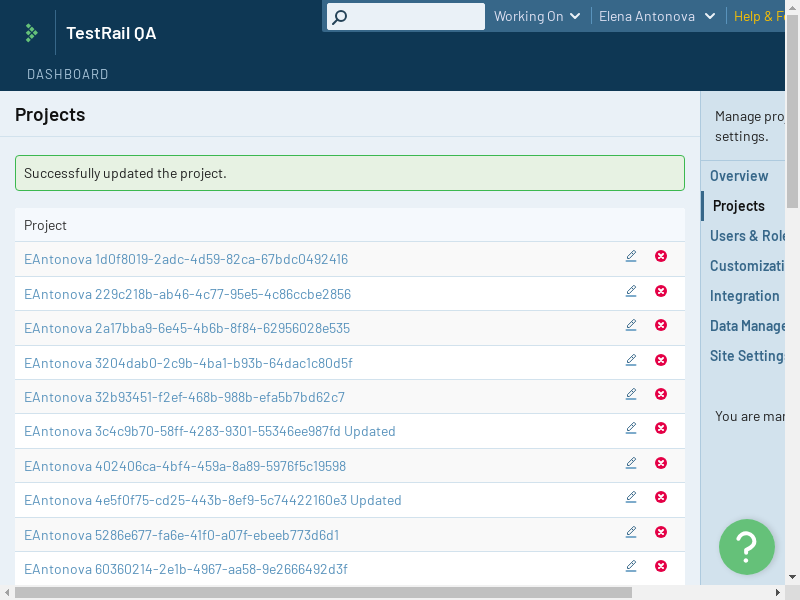 Working On
Elena Antonova
Help & Fe
TestRail QA
DASHBOARD
Projects
Successfully updated the project.
Project
EAntonova 1d0f8019-2adc-4d59-82ca-67bdc0492416
EAntonova 229c218b-ab46-4c77-95e5-4c86ccbe2856
EAntonova 2a17bba9-6e45-4b6b-8f84-62956028e535
EAntonova 3204dab0-2c9b-4ba1-b93b-64dac1c80d5f
EAntonova 32b93451-f2ef-468b-988b-efa5b7bd62c7
EAntonova 3c4c9b70-58ff-4283-9301-55346ee987fd Updated
EAntonova 402406ca-4bf4-459a-8a89-5976f5c19598
EAntonova 4e5f0f75-cd25-443b-8ef9-5c74422160e3 Updated
EAntonova 5286e677-fa6e-41f0-a07f-ebeeb773d6d1
EAntonova 60360214-2e1b-4967-aa58-9e2666492d3f
Manage proj
settings.
Overview
Projects
Users & Role
Customizati
Integration
Data Manage
Site Settings
You are mar